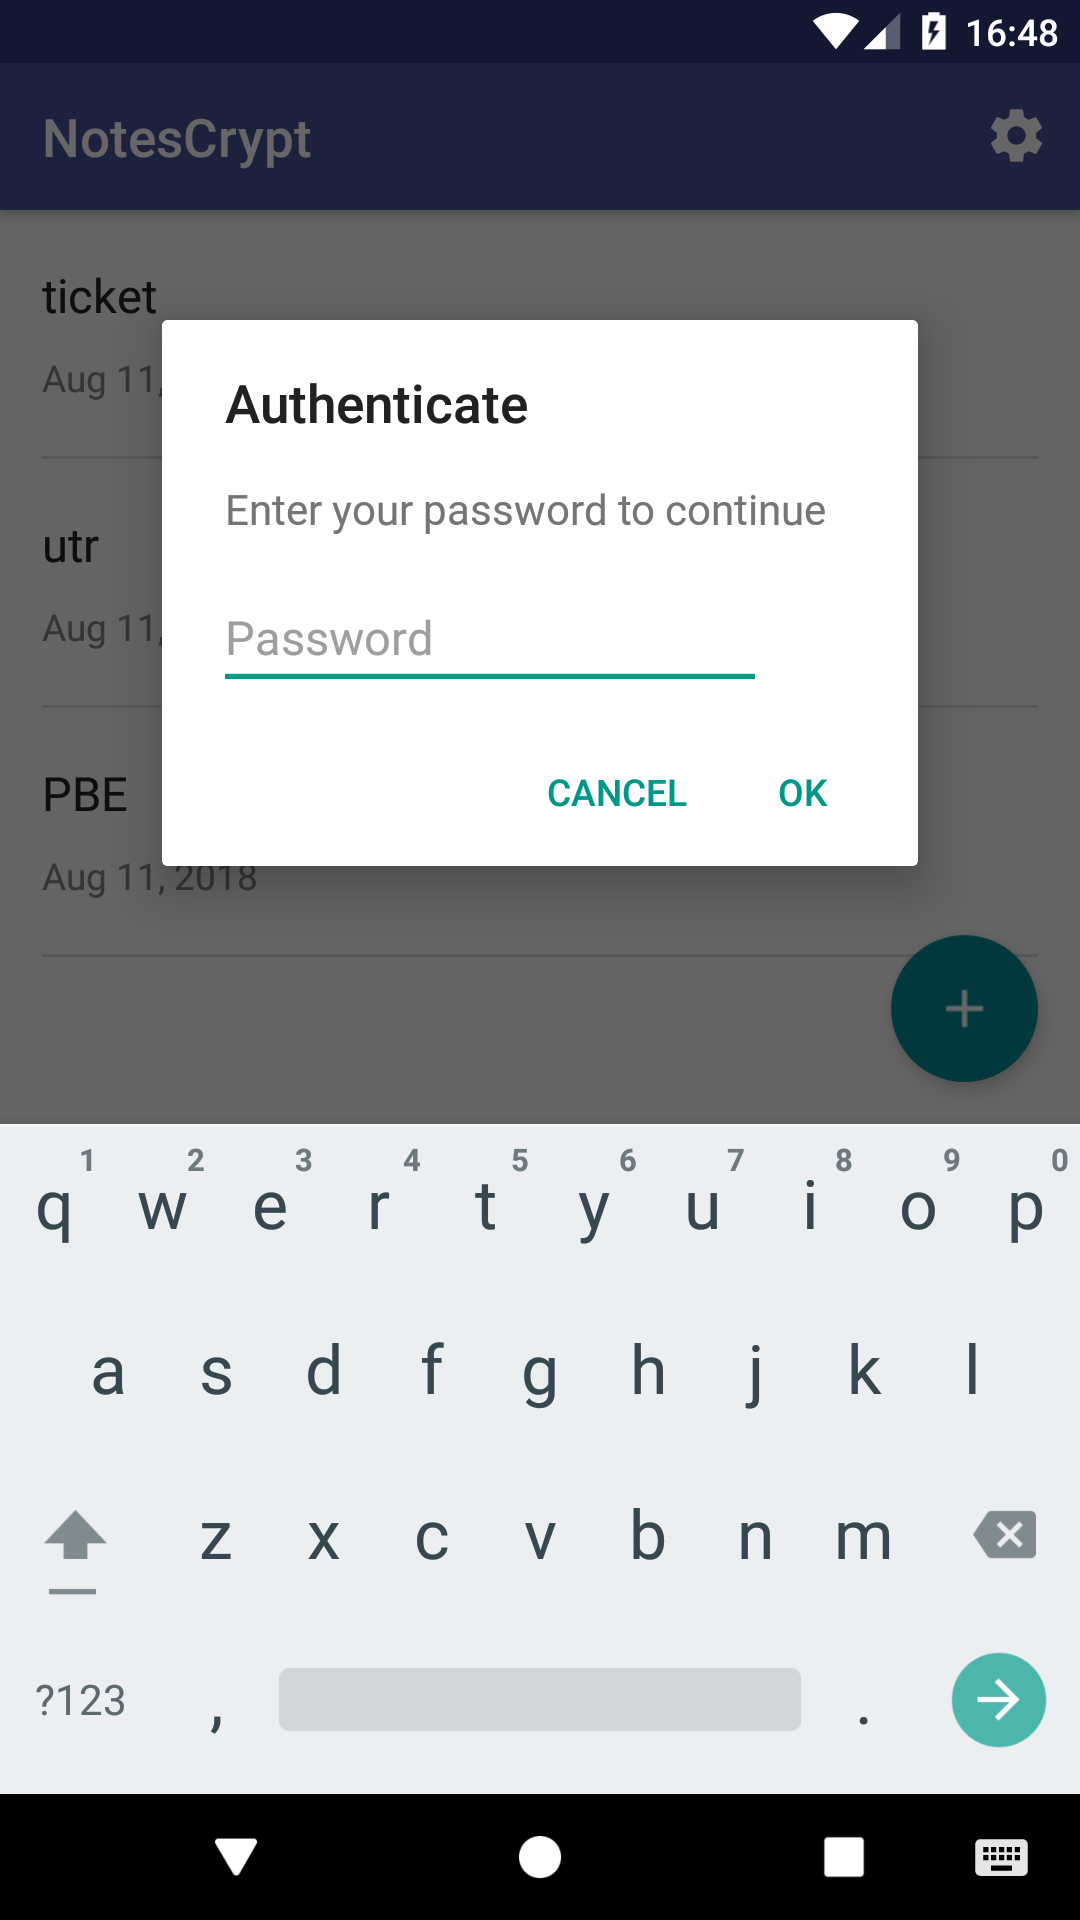 16:48
NotesCrypt
ticket
Aug 11,
Authenticate
Enter your password to continue
utr
Aug 11,
Password
PBE
CANCEL OK
Aug 11, 2018
1 2 3 4 5 6 7 8 9 0
q w e r t y u i o p
a s d f g h j k l
z x c v b n m
?123 , .